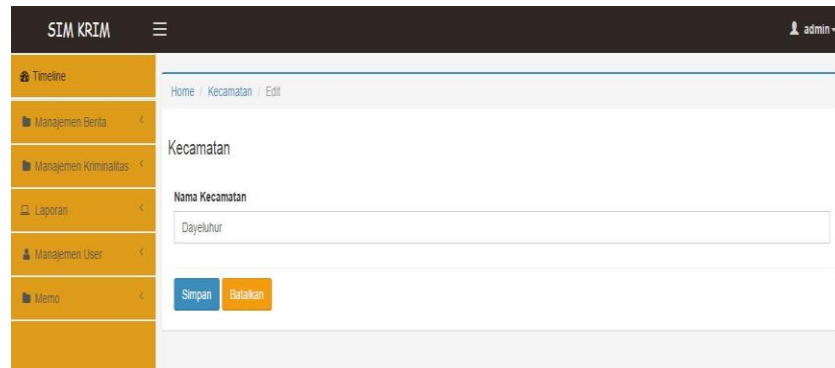 SIM KRIM
admin
Timeline
Manajemen Berita
Manajemen Kriminalitas
Laporan
Manajemen User
Memo
Home / Kecamatan / Edit
Kecamatan
Nama Kecamatan
Dayeluhur
Simpan
Batalkan